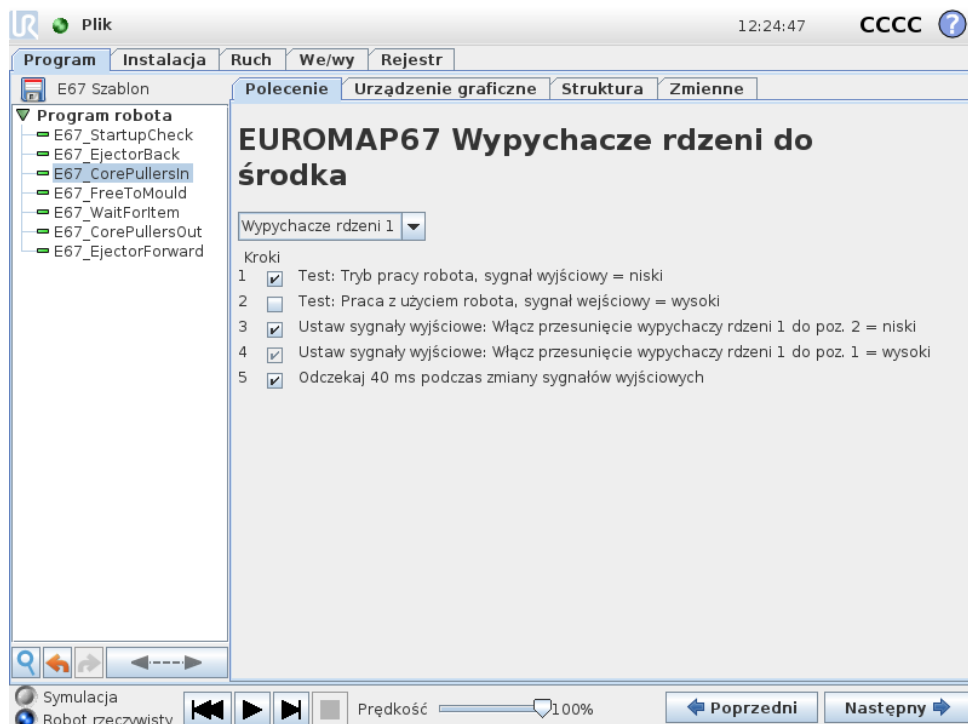 UR Plik 12:24:47 CCCC ?
Program Instalacja Ruch We/wy Rejestr
E67 Szablon
Polecenie Urządzenie graficzne Struktura Zmienne
Program robota
E67_StartupCheck
E67_EjectorBack
E67_CorePullersIn
E67_FreeToMould
E67_WaitForItem
E67_CorePullersOut
E67_EjectorForward
EUROMAP67 Wypychacze rdzeni do
środka
Wypychacze rdzeni 1
Kroki
1 Test: Tryb pracy robota, sygnał wyjściowy = niski
2 Test: Praca z użyciem robota, sygnał wejściowy = wysoki
3 Ustaw sygnały wyjściowe: Włącz przesunięcie wypychaczy rdzeni 1 do poz. 2 = niski
4 Ustaw sygnały wyjściowe: Włącz przesunięcie wypychaczy rdzeni 1 do poz. 1 = wysoki
5 Odczekaj 40 ms podczas zmiany sygnałów wyjściowych
Symulacja
Robot rzeczywisty
Prędkość 100%
Poprzedni Następny